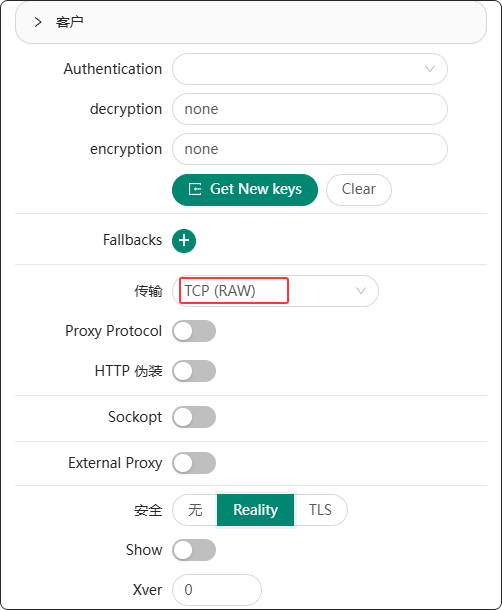 客户
Authentication
decryption none
encryption none
Get New keys Clear
Fallbacks
传输 TCP (RAW)
Proxy Protocol
HTTP 伪装
Sockopt
External Proxy
安全 无 Reality TLS
Show
Xver 0